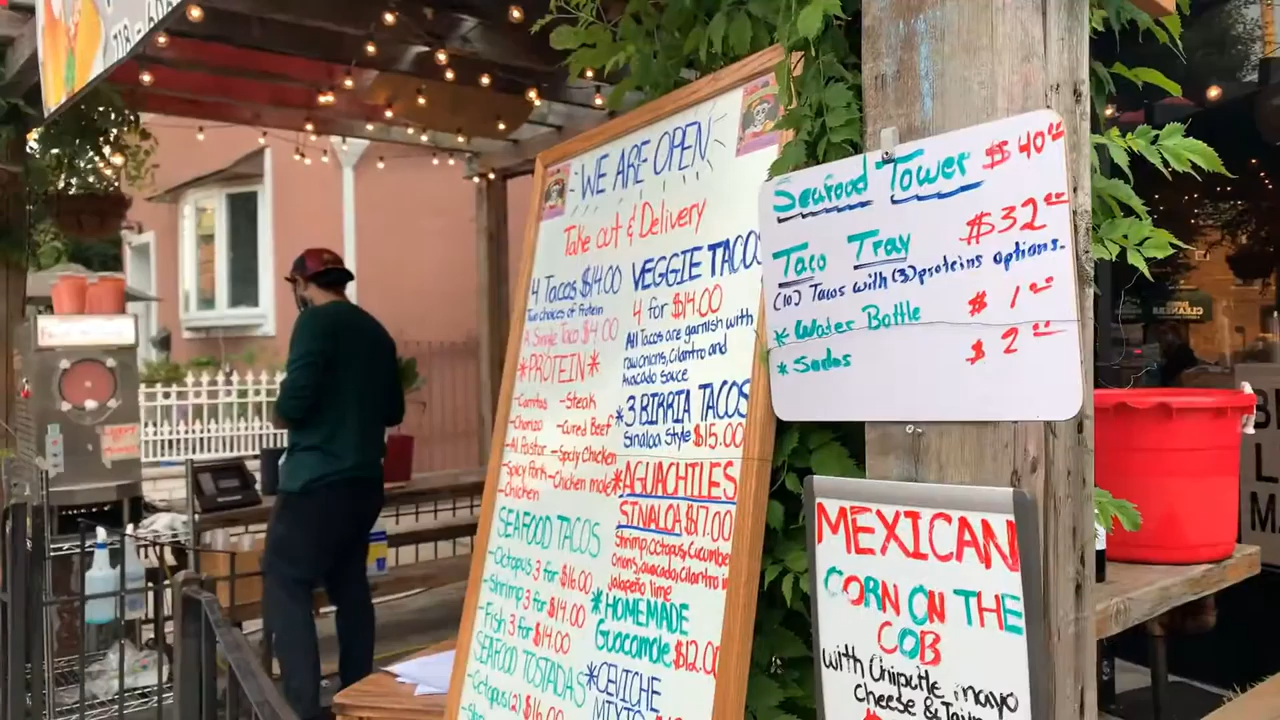 WE ARE OPEN
Take out & Delivery
4 Tacos $14.00
Two choices of Protein
A Single Taco $4.00
*PROTEIN*
-Carnitas -Steak
-Chorizo -Cured Beef
-Al Pastor -Spicy Chicken
-Spicy Pork -Chicken mole
-Chicken
SEAFOOD TACOS
-Octopus 3 for $16.00
-Shrimp 3 for $14.00
-Fish 3 for $14.00
SEAFOOD TOSTADAS
-Octopus (2) $16.00
VEGGIE TACOS
4 for $14.00
All Tacos are garnish with
raw onions, Cilantro and
Avocado sauce
*3 BIRRIA TACOS
Sinaloa Style $15.00
*AGUACHILES
SINALOA $17.00
Shrimp, octopus, Cucumbe
onions, avocado, Cilantro in
jalapeño lime
*HOMEMADE
Guacamole $12.00
*CEVICHE
MIXTO
Seafood Tower $40.00
Taco Tray $32.00
(10) Tacos with (3) proteins options.
*Water Bottle $1.00
*Sodas $2
MEXICAN
CORN ON THE
COB
with Chipotle mayo
Cheese &
CLEANERS